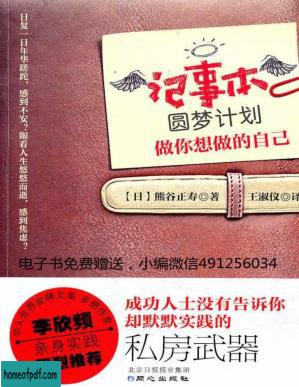 日复一日年华蹉跎，感到不安？眼看人生悠悠而逝，感到焦虑？
记事本
圆梦计划
做你想做的自己
【日】熊谷正寿◎著
王淑仪◎译
电子书免费赠送，小编微信491256034
李欣频
亲身实践
推荐
成功人士没有告诉你
却默默实践的
私房武器
北京日报报业集团
同心出版社
www.homeofpdf.com